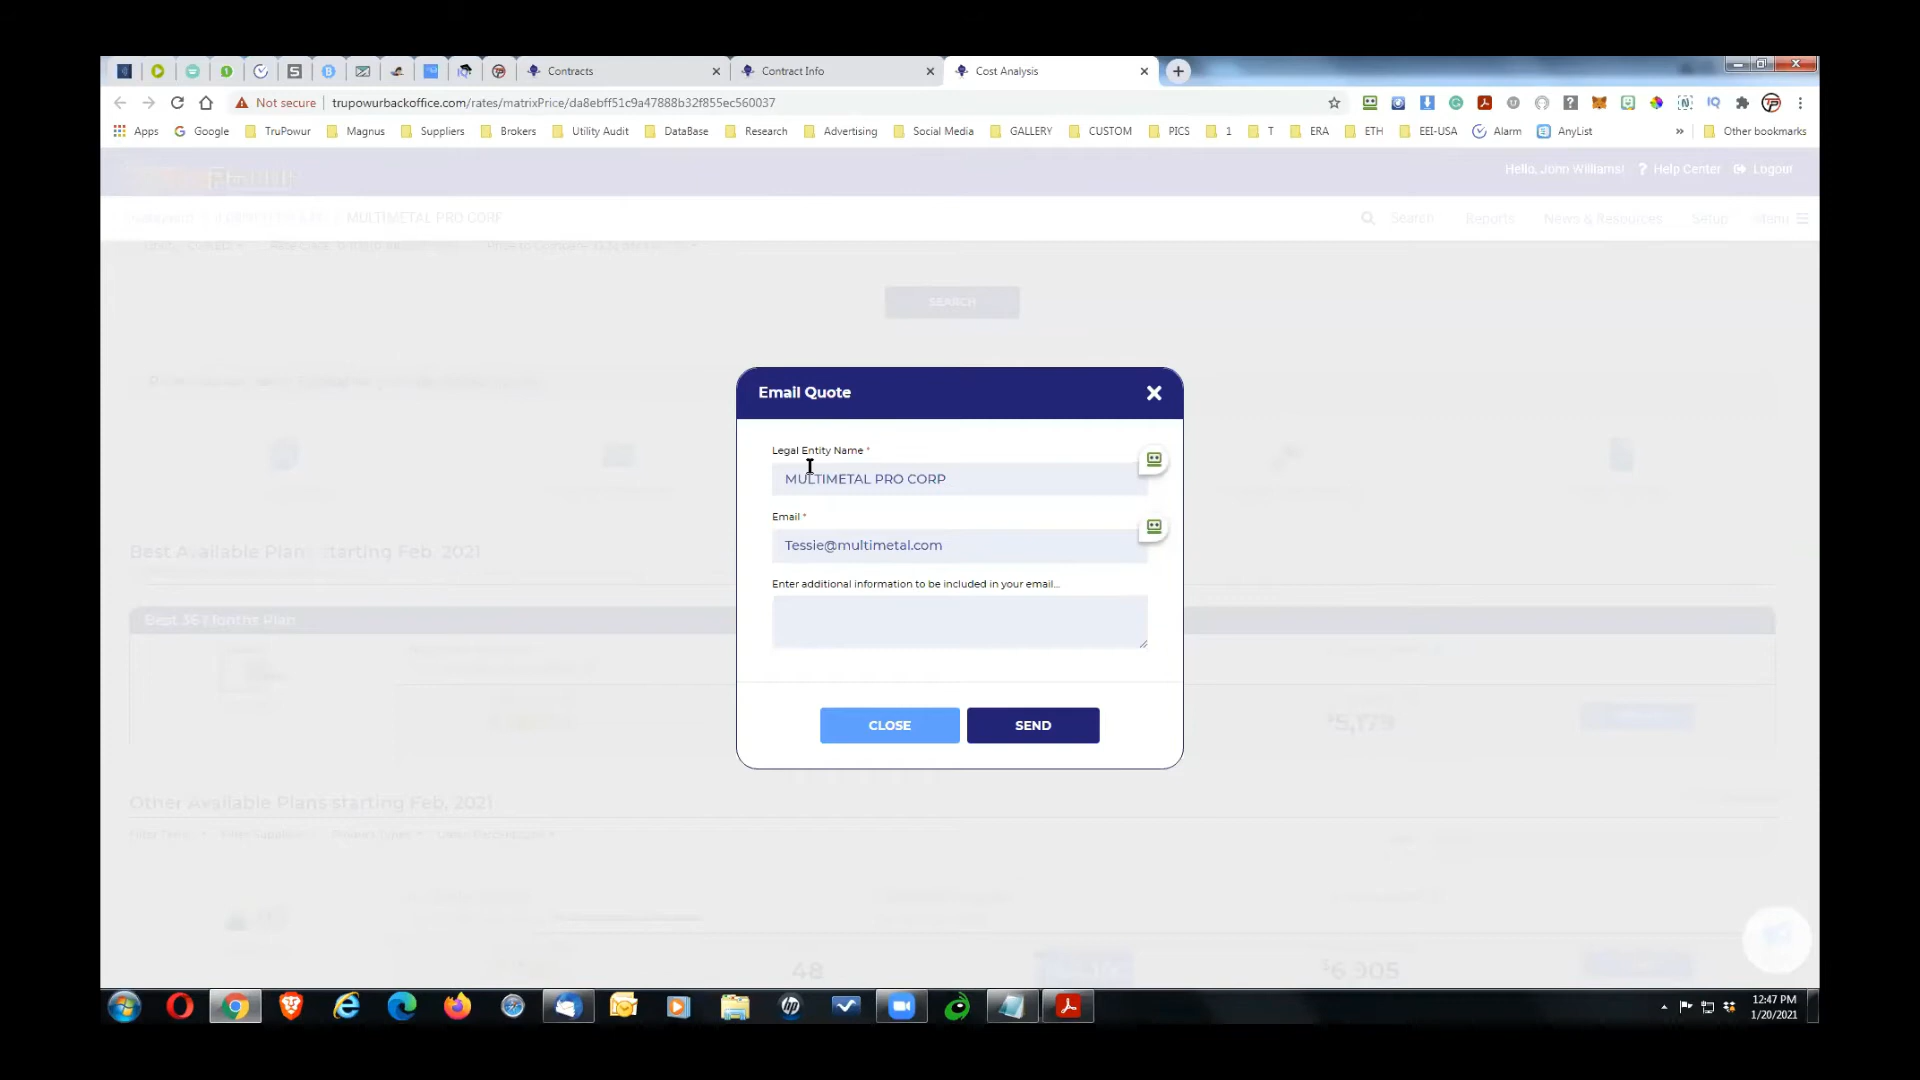 Contracts
Contract Info
Cost Analysis
Not secure
trupowurbackoffice.com/rates/matrixPrice/da8ebff51c9a47888b32f855ec560037
Apps
Google
TruPowur
Magnus
Suppliers
Brokers
Utility Audit
DataBase
Research
Advertising
Social Media
GALLERY
CUSTOM
PICS
1
T
ERA
ETH
EEI-USA
Alarm
AnyList
»
Other bookmarks
Hello, John Williams!
? Help Center
Logout
MULTIMETAL PRO CORP
Search
Reports
News & Resources
Setup
Menu
SEARCH
Email Quote
Legal Entity Name *
MULTIMETAL PRO CORP
Email *
Tessie@multimetal.com
Enter additional information to be included in your email...
CLOSE
SEND
Best Available Plans starting Feb, 2021
Best 36 Months Plan
$5,179
Other Available Plans starting Feb, 2021
48
$6,905
12:47 PM
1/20/2021